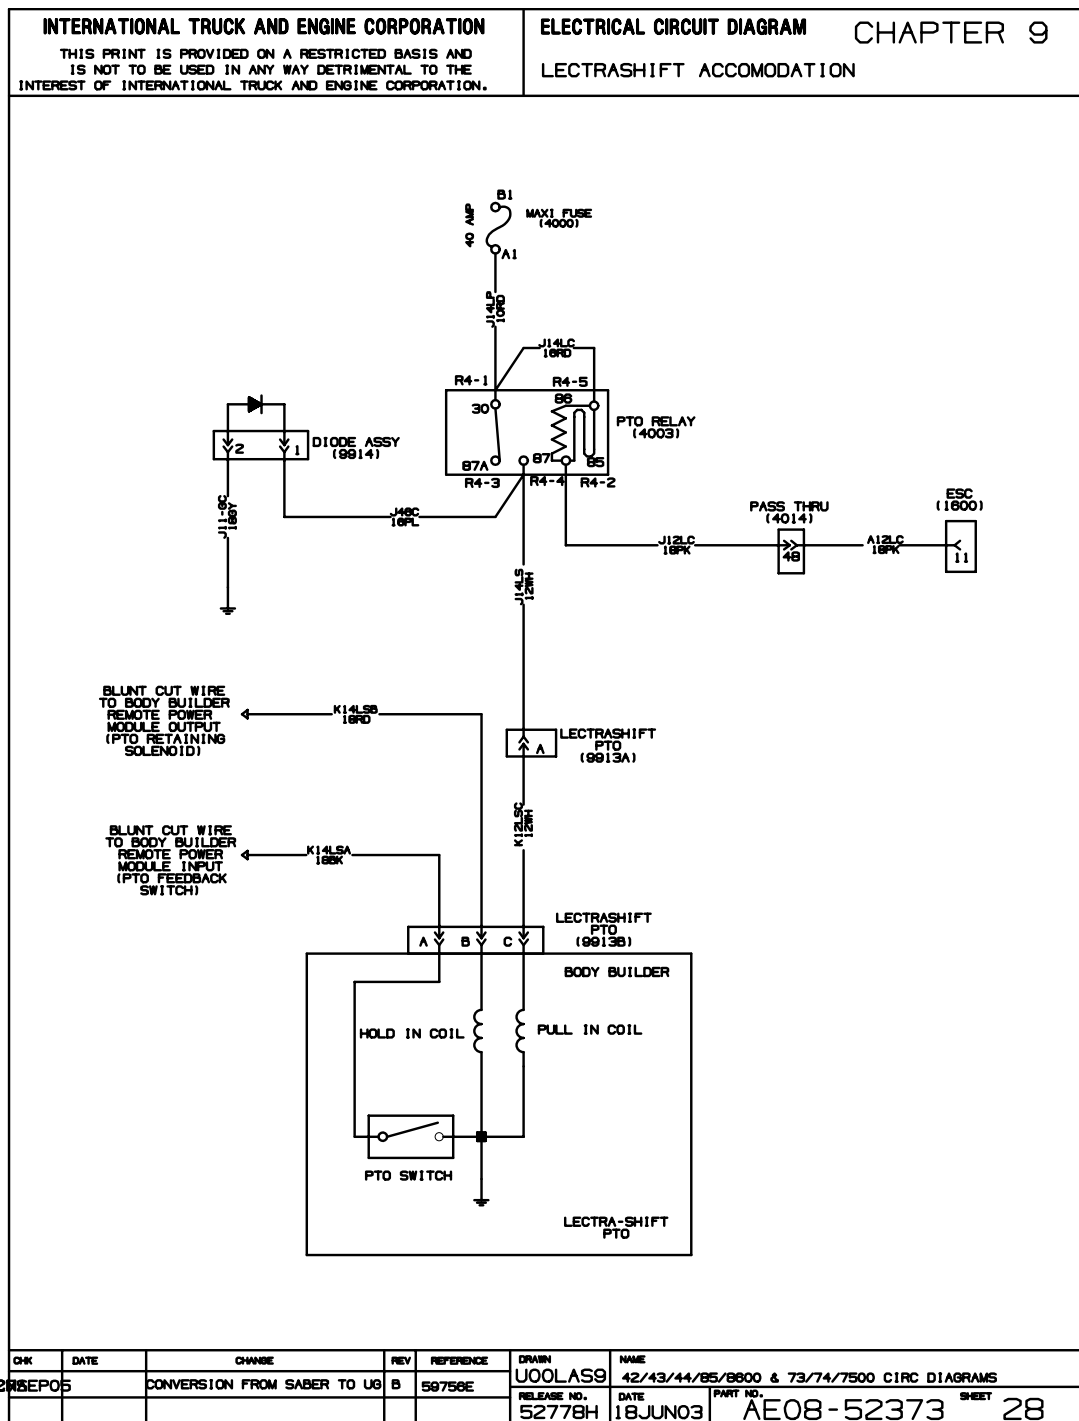 INTERNATIONAL TRUCK AND ENGINE CORPORATION
THIS PRINT IS PROVIDED ON A RESTRICTED BASIS AND
IS NOT TO BE USED IN ANY WAY DETRIMENTAL TO THE
INTEREST OF INTERNATIONAL TRUCK AND ENGINE CORPORATION.
ELECTRICAL CIRCUIT DIAGRAM
CHAPTER 9
LECTRASHIFT ACCOMODATION
B1
40 AMP
MAXI FUSE
(4000)
A1
J14LP
10RD
J14LC
16RD
R4-1
R4-5
30
86
PTO RELAY
(4003)
87A
87
85
R4-3
R4-4
R4-2
DIODE ASSY
(9914)
2
1
J11-GC
18GY
J46C
16PL
J12LC
18PK
PASS THRU
(4014)
48
A12LC
18PK
ESC
(1600)
11
J14LS
12WH
BLUNT CUT WIRE
TO BODY BUILDER
REMOTE POWER
MODULE OUTPUT
(PTO RETAINING
SOLENOID)
K14LSB
18RD
LECTRASHIFT
PTO
(9913A)
A
K12LSC
12WH
BLUNT CUT WIRE
TO BODY BUILDER
REMOTE POWER
MODULE INPUT
(PTO FEEDBACK
SWITCH)
K14LSA
18BK
LECTRASHIFT
PTO
(9913B)
A
B
C
BODY BUILDER
HOLD IN COIL
PULL IN COIL
PTO SWITCH
LECTRA-SHIFT
PTO
CHK
DATE
CHANGE
REV
REFERENCE
DRAWN
U00LAS9
NAME
42/43/44/85/8600 & 73/74/7500 CIRC DIAGRAMS
CONVERSION FROM SABER TO UG
B
59756E
RELEASE NO.
52778H
DATE
18JUN03
PART NO.
AE08-52373
SHEET
28